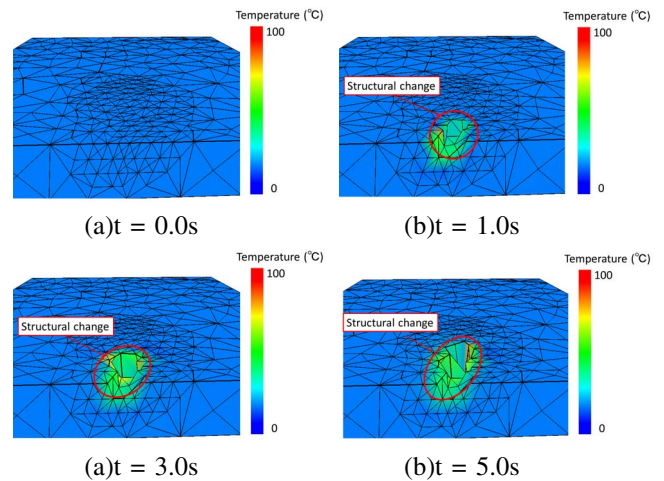 Temperature (℃)
100
0
(a)t = 0.0s
Temperature (℃)
100
Structural change
0
(b)t = 1.0s
Temperature (℃)
100
Structural change
0
(a)t = 3.0s
Temperature (℃)
100
Structural change
0
(b)t = 5.0s